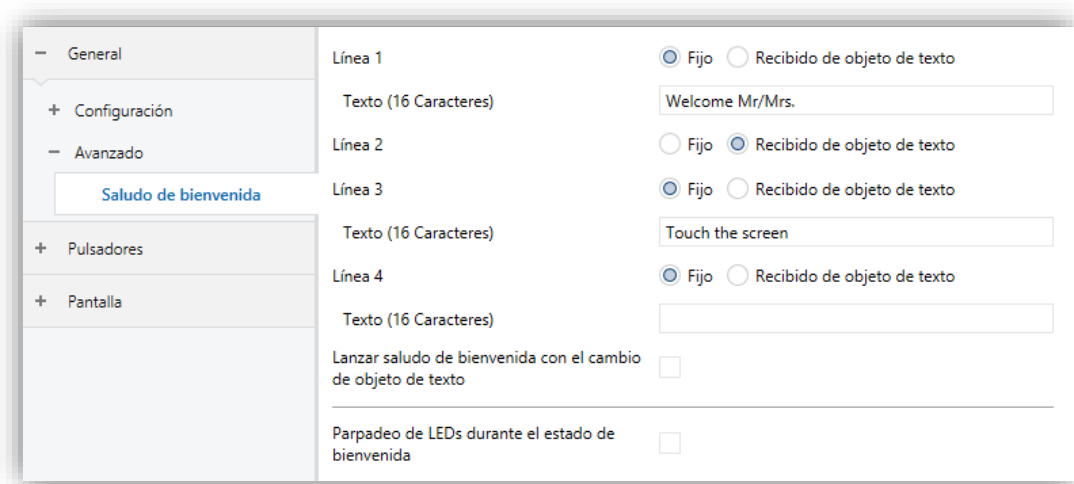 General
Configuración
Avanzado
Saludo de bienvenida
Pulsadores
Pantalla
Línea 1
Fijo Recibido de objeto de texto
Texto (16 Caracteres)
Welcome Mr/Mrs.
Línea 2
Fijo Recibido de objeto de texto
Línea 3
Fijo Recibido de objeto de texto
Texto (16 Caracteres)
Touch the screen
Línea 4
Fijo Recibido de objeto de texto
Texto (16 Caracteres)
Lanzar saludo de bienvenida con el cambio
de objeto de texto
Parpadeo de LEDs durante el estado de
bienvenida